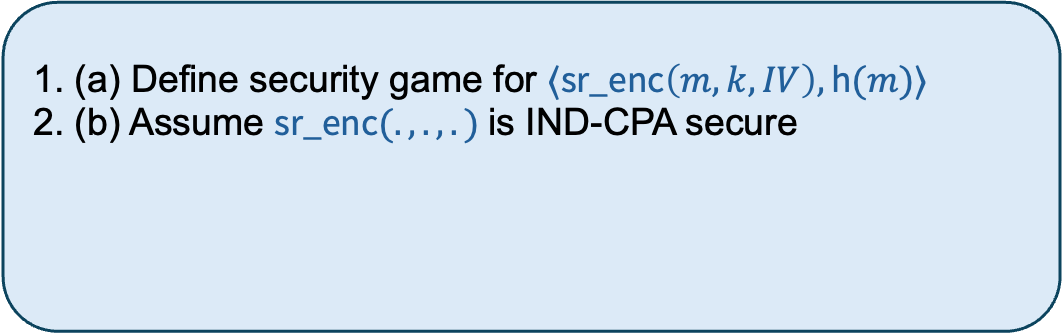 1. (a) Define security game for ⟨sr_enc(m, k, IV), h(m)⟩
2. (b) Assume sr_enc(.,.,.) is IND-CPA secure